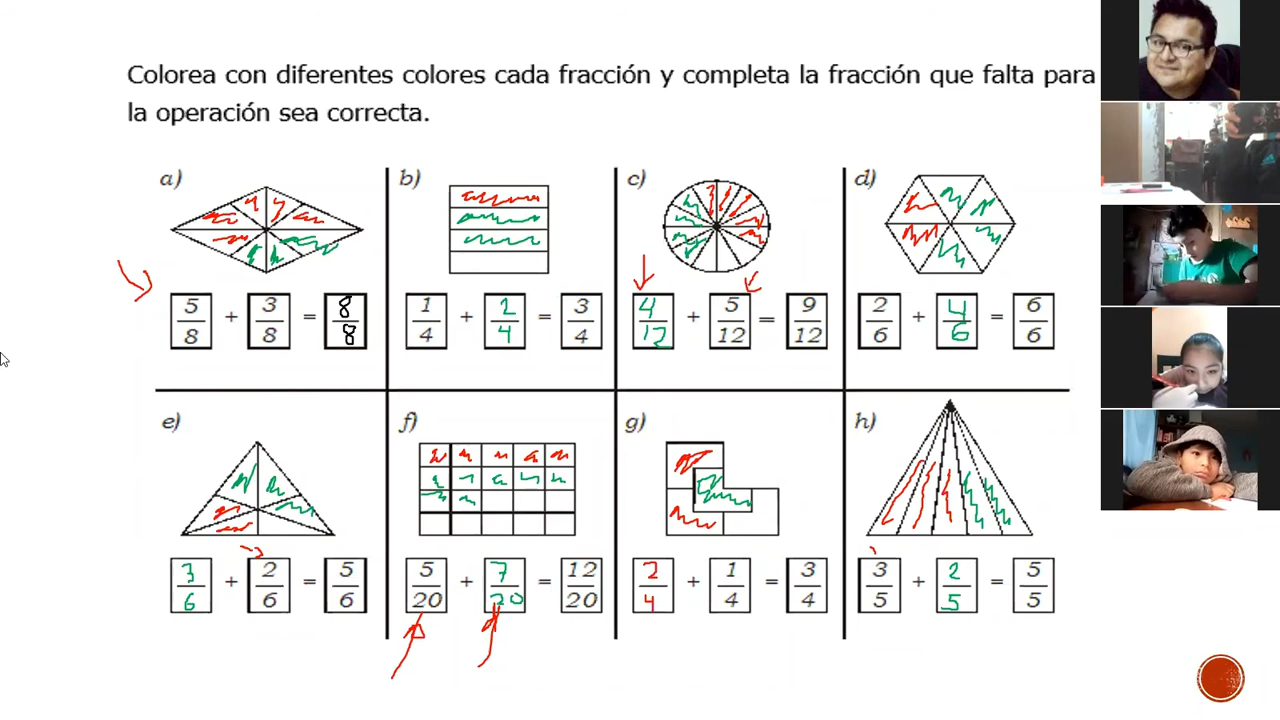 Colorea con diferentes colores cada fracción y completa la fracción que falta para
la operación sea correcta.
a) b) c) d)
5/8 + 3/8 = 8/8
1/4 + 2/4 = 3/4
4/12 + 5/12 = 9/12
2/6 + 4/6 = 6/6
e) f) g) h)
3/6 + 2/6 = 5/6
5/20 + 7/20 = 12/20
2/4 + 1/4 = 3/4
3/5 + 2/5 = 5/5